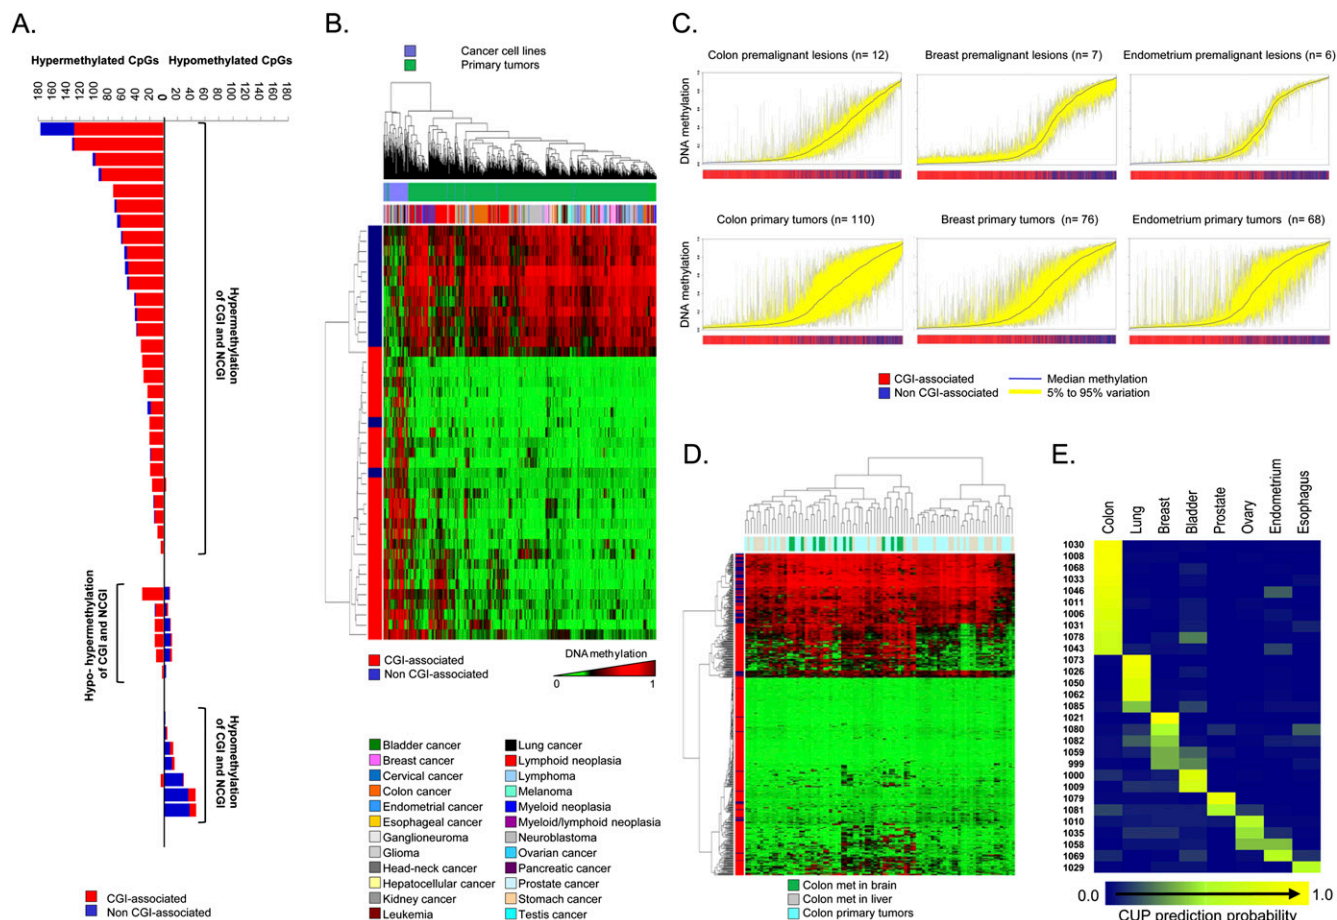 A.
Hypermethylated CpGs
Hypomethylated CpGs
180 160 140 120 100 80 60 40 20 0 20 40 60 80 100 120 140 160 180
Hypermethylation
of CGI and NCGI
Hypo- hypermethylation
of CGI and NCGI
Hypomethylation
of CGI and NCGI
CGI-associated
Non CGI-associated
B.
Cancer cell lines
Primary tumors
CGI-associated
Non CGI-associated
DNA methylation
0 1
Bladder cancer
Breast cancer
Cervical cancer
Colon cancer
Endometrial cancer
Esophageal cancer
Ganglioneuroma
Glioma
Head-neck cancer
Hepatocellular cancer
Kidney cancer
Leukemia
Lung cancer
Lymphoid neoplasia
Lymphoma
Melanoma
Myeloid neoplasia
Myeloid/lymphoid neoplasia
Neuroblastoma
Ovarian cancer
Pancreatic cancer
Prostate cancer
Stomach cancer
Testis cancer
C.
Colon premalignant lesions (n= 12)
Breast premalignant lesions (n= 7)
Endometrium premalignant lesions (n= 6)
DNA methylation
Colon primary tumors (n= 110)
Breast primary tumors (n= 76)
Endometrium primary tumors (n= 68)
DNA methylation
CGI-associated
Non CGI-associated
Median methylation
5% to 95% variation
D.
Colon met in brain
Colon met in liver
Colon primary tumors
E.
Colon
Lung
Breast
Bladder
Prostate
Ovary
Endometrium
Esophagus
1030
1008
1068
1033
1046
1011
1006
1031
1078
1043
1073
1026
1050
1062
1085
1021
1080
1082
1059
999
1000
1009
1079
1081
1010
1035
1058
1069
1029
0.0 1.0
CUP prediction probability